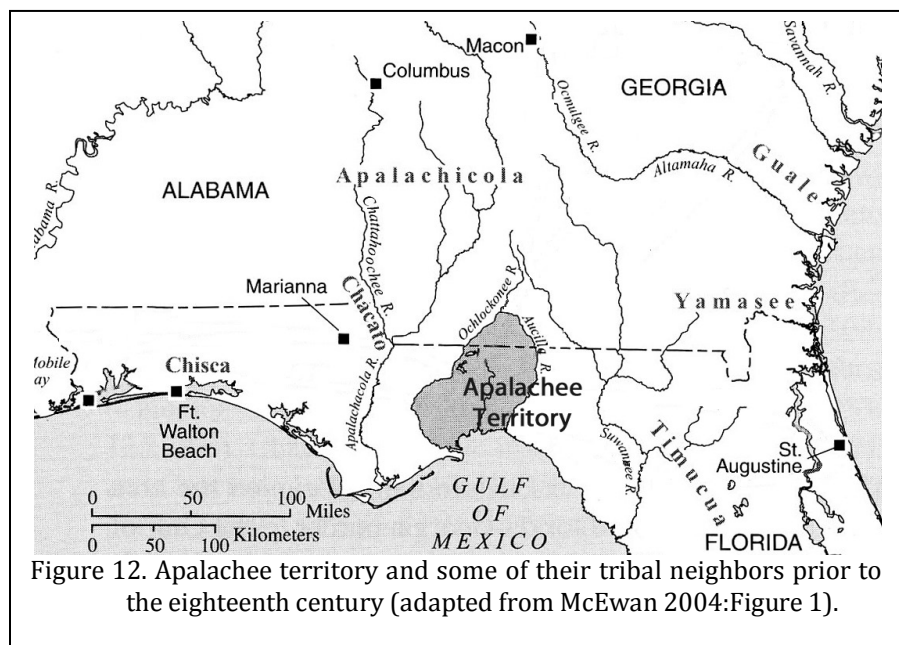 Macon
Columbus
GEORGIA
Savannah R.
Ocmulgee R.
Guale
Apalachicola
Altamaha R.
ALABAMA
Alabama R.
Chattahoochee R.
Marianna
Chacato
Ochlockonee R.
Aucilla R.
Yamasee
Mobile
ay
Chisca
Ft.
Walton
Beach
Apalachacola R.
Apalachee
Territory
Suwannee R.
Timucua
St.
Augustine
0 50 100
Miles
Kilometers
0 50 100
GULF
OF
MEXICO
FLORIDA
Figure 12. Apalachee territory and some of their tribal neighbors prior to
the eighteenth century (adapted from McEwan 2004:Figure 1).